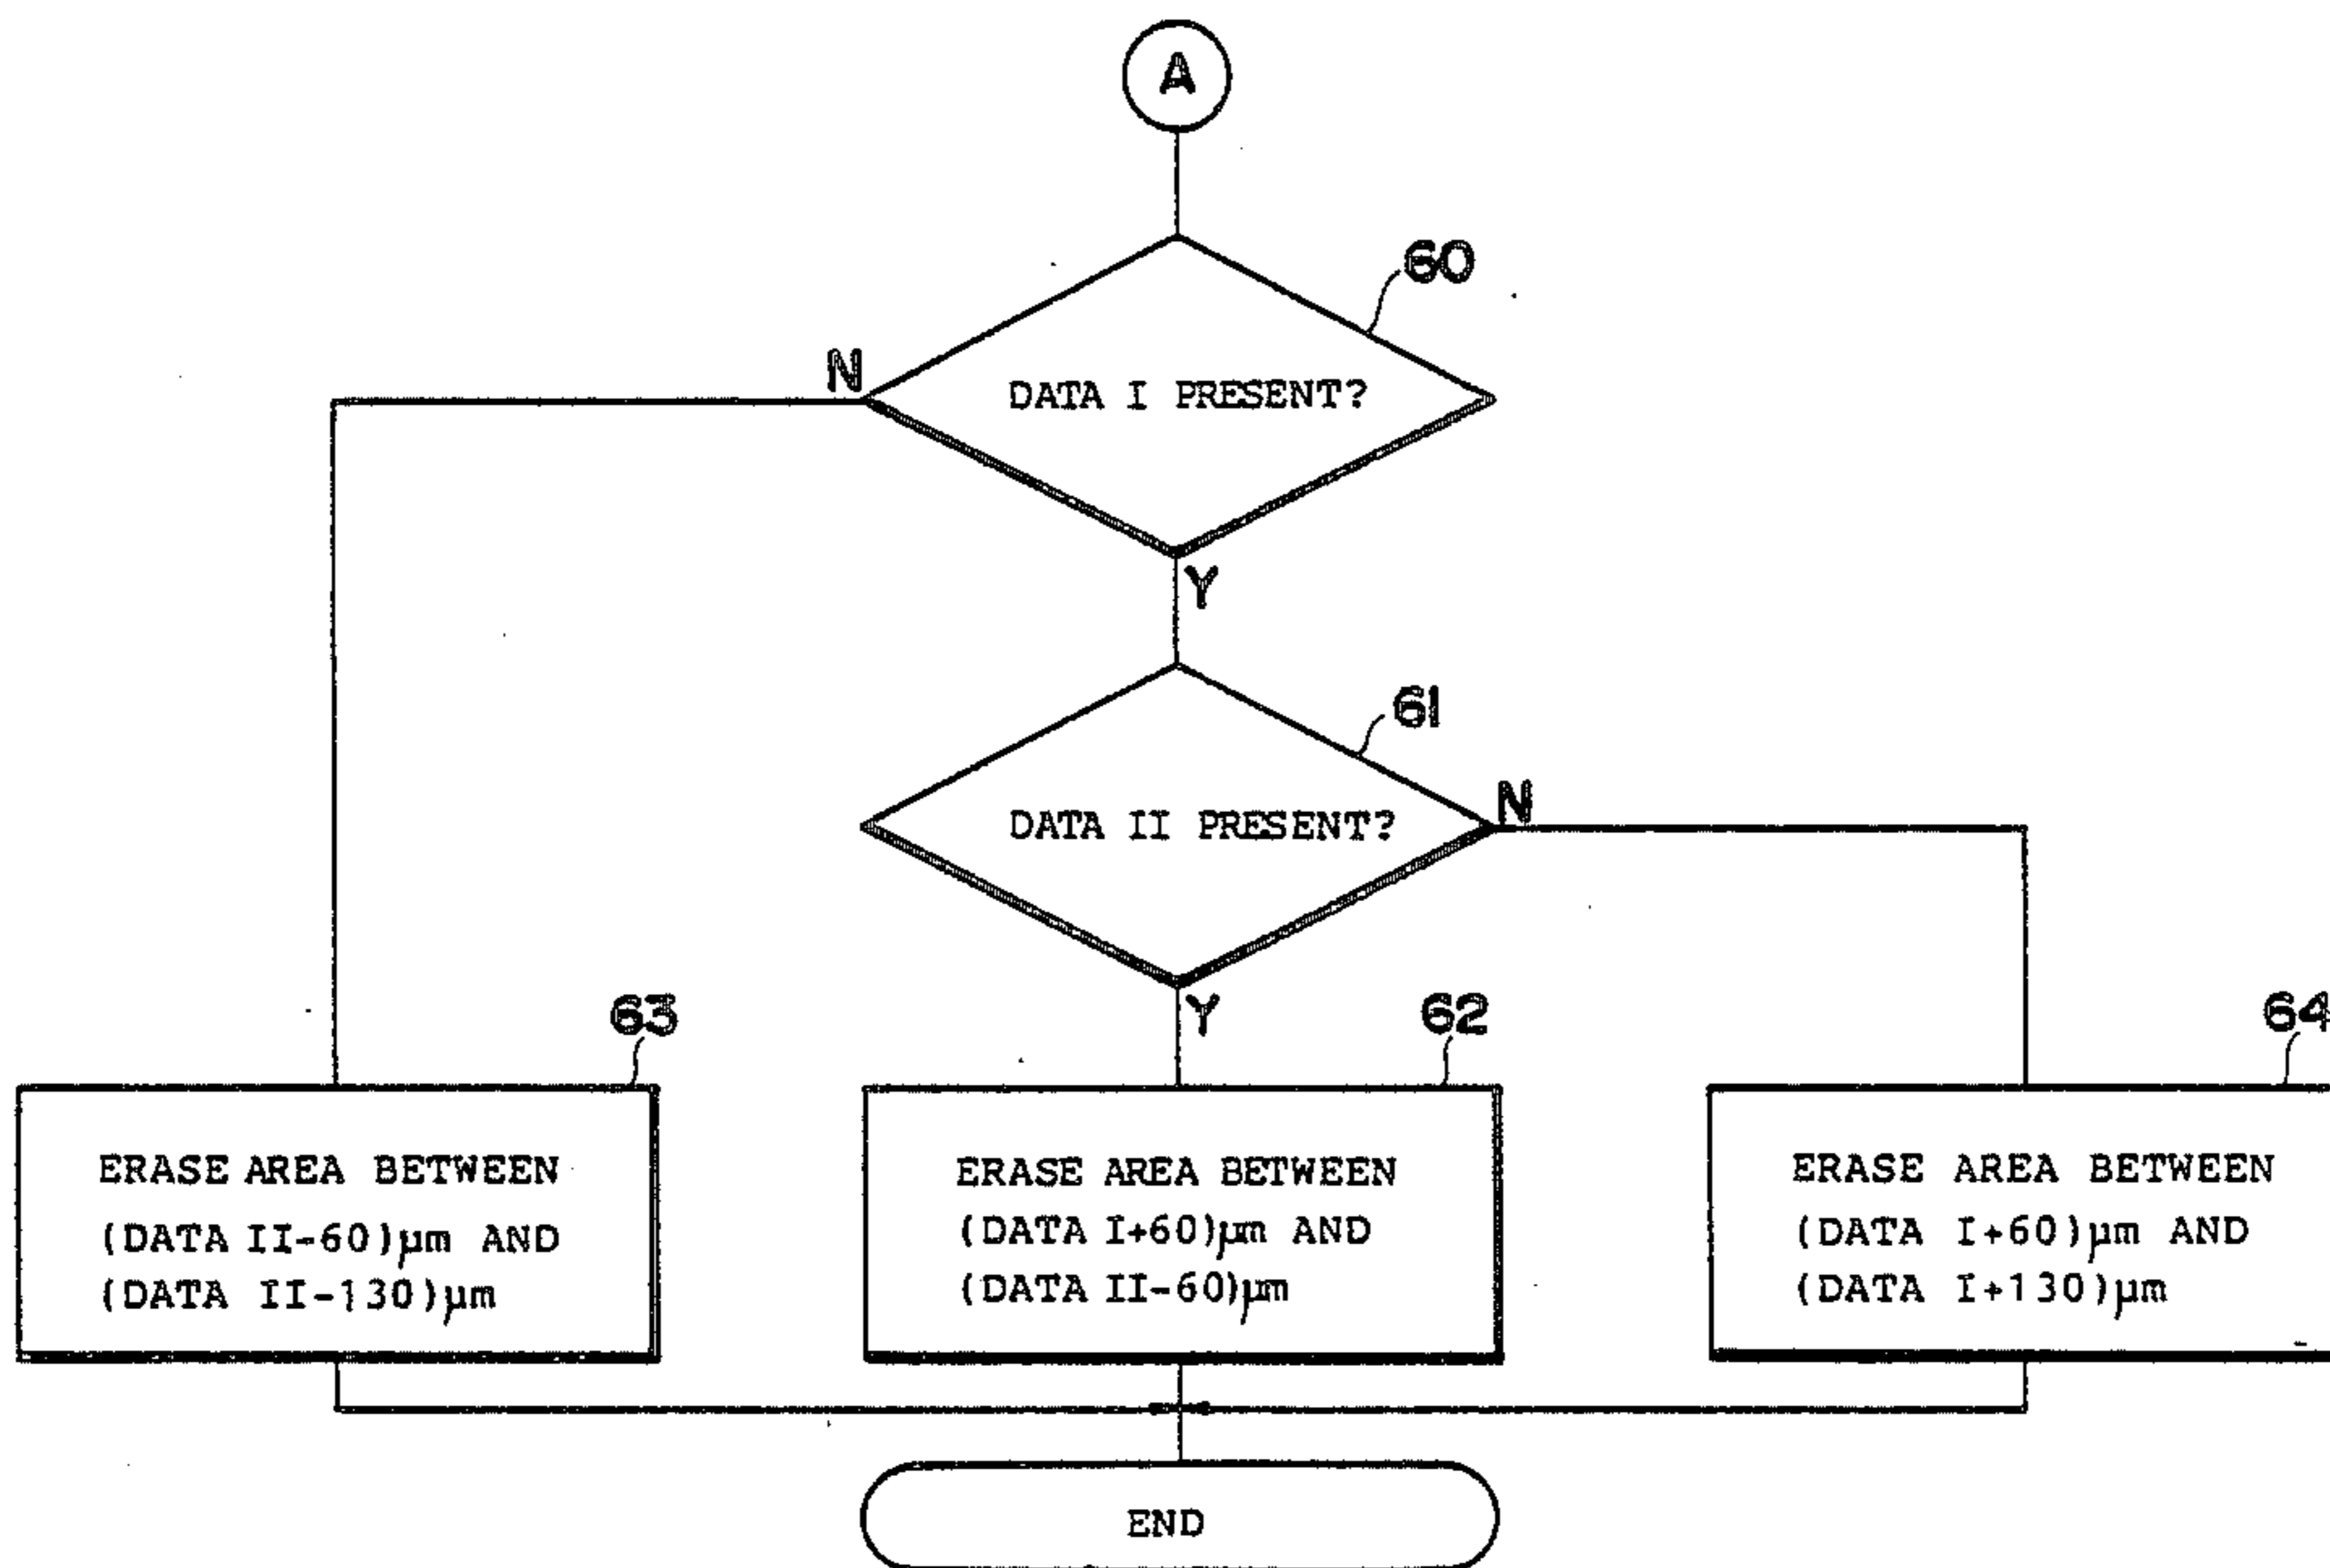 A
60
N
DATA I PRESENT?
Y
61
N
DATA II PRESENT?
Y
63
62
64
ERASE AREA BETWEEN
(DATA II-60)µm AND
(DATA II-130)µm
ERASE AREA BETWEEN
(DATA I+60)µm AND
(DATA II-60)µm
ERASE AREA BETWEEN
(DATA I+60)µm AND
(DATA I+130)µm
END